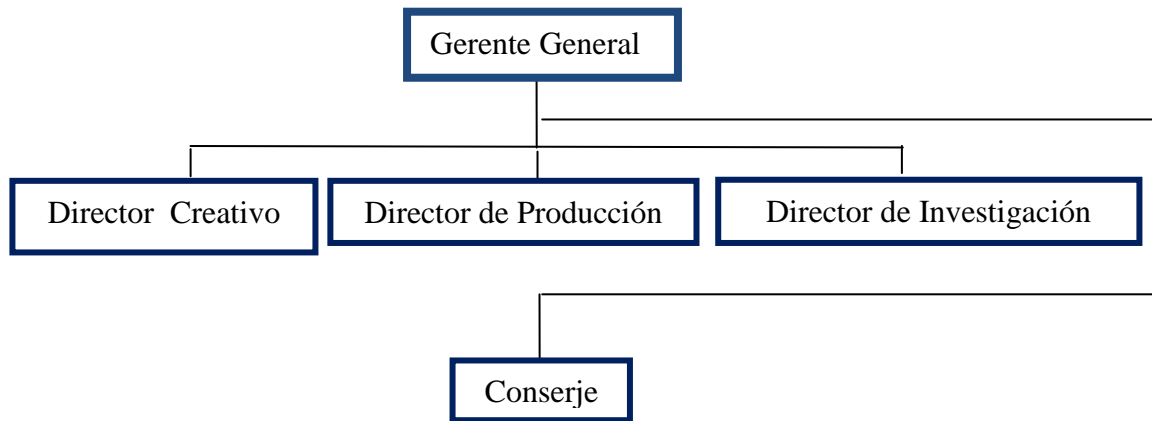 Gerente General
Director Creativo
Director de Producción
Director de Investigación
Conserje